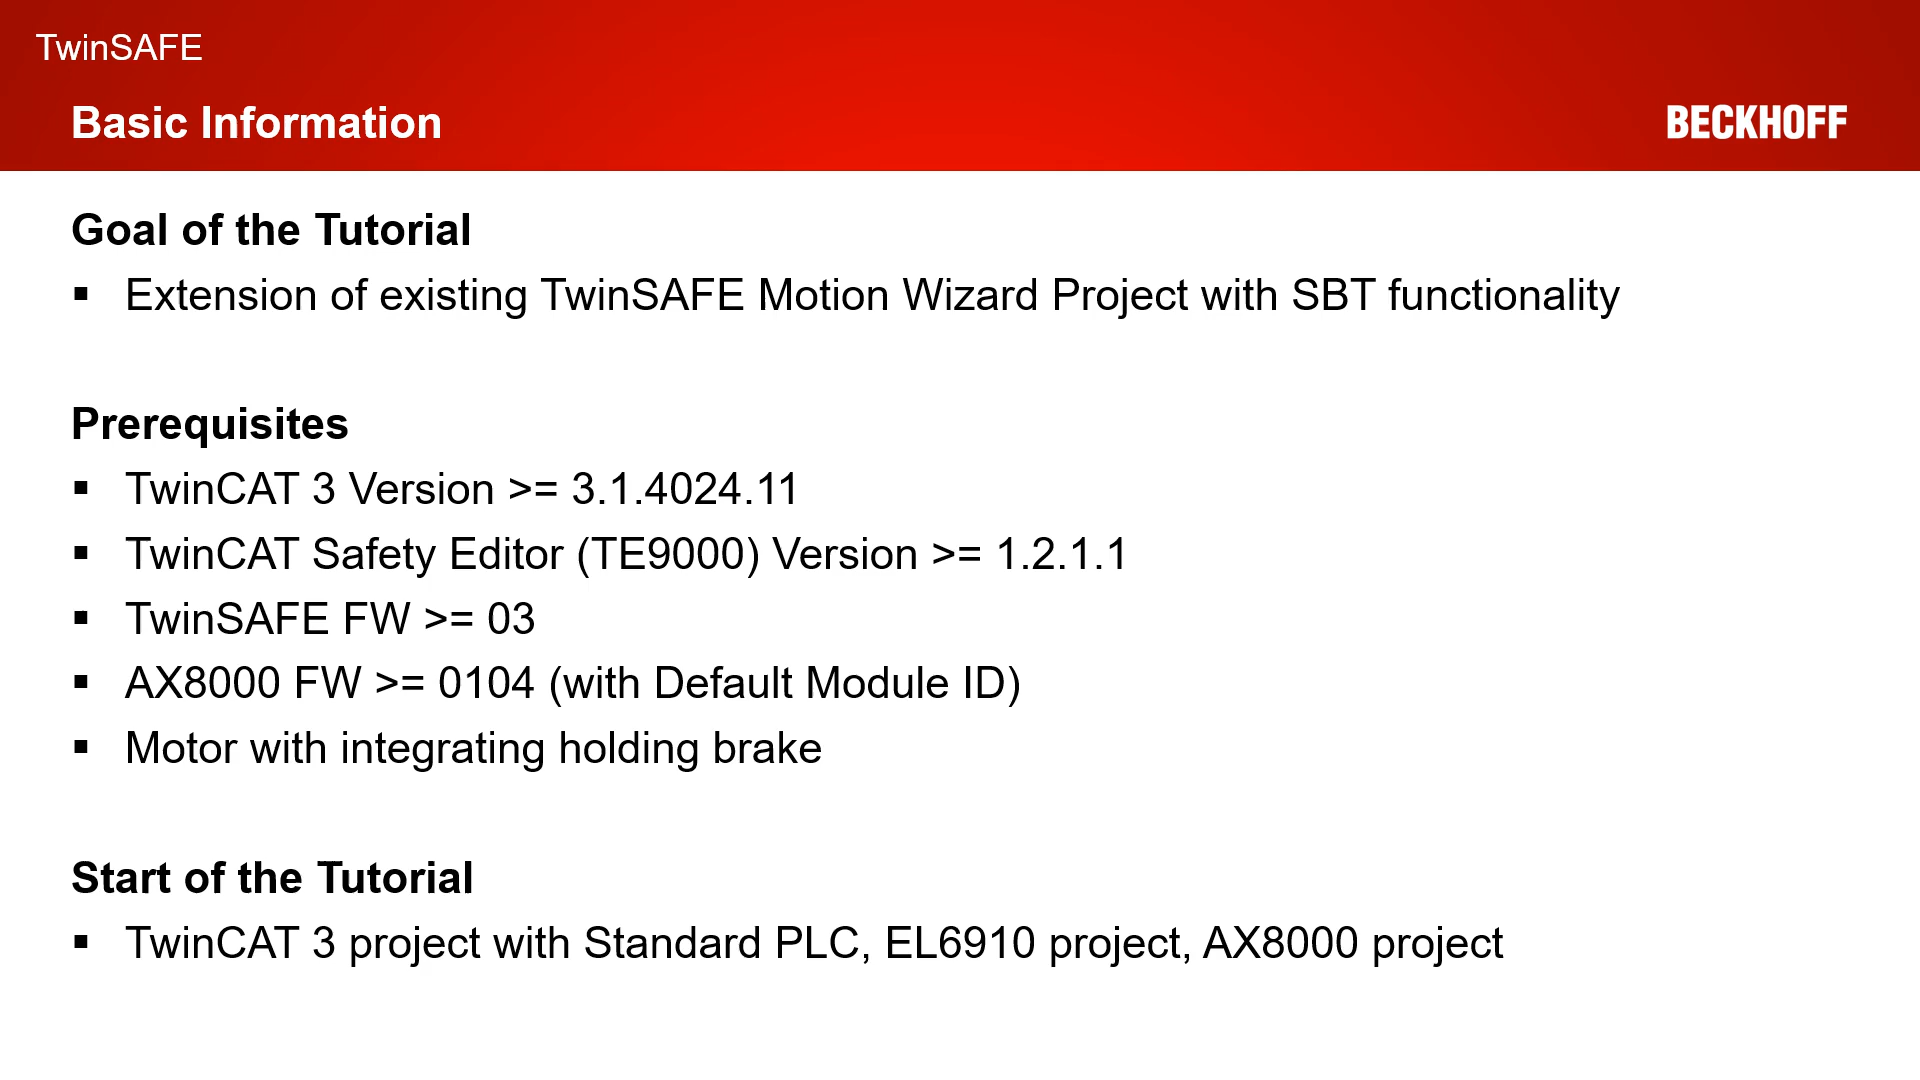 TwinSAFE
Basic Information
BECKHOFF
Goal of the Tutorial
▪ Extension of existing TwinSAFE Motion Wizard Project with SBT functionality
Prerequisites
▪ TwinCAT 3 Version >= 3.1.4024.11
▪ TwinCAT Safety Editor (TE9000) Version >= 1.2.1.1
▪ TwinSAFE FW >= 03
▪ AX8000 FW >= 0104 (with Default Module ID)
▪ Motor with integrating holding brake
Start of the Tutorial
▪ TwinCAT 3 project with Standard PLC, EL6910 project, AX8000 project